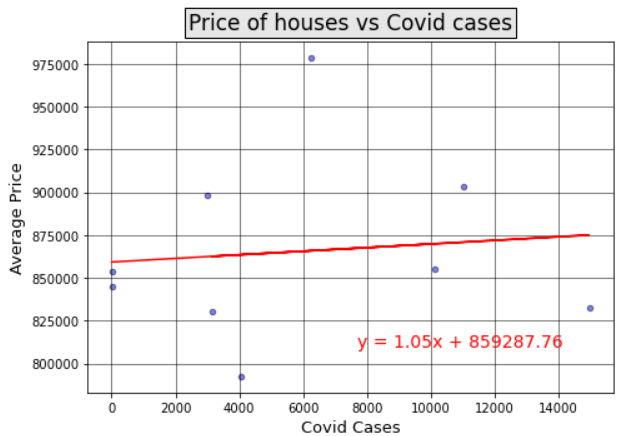 Price of houses vs Covid cases
975000
950000
925000
900000
875000
850000
825000
800000
Average Price
y = 1.05x + 859287.76
0 2000 4000 6000 8000 10000 12000 14000
Covid Cases